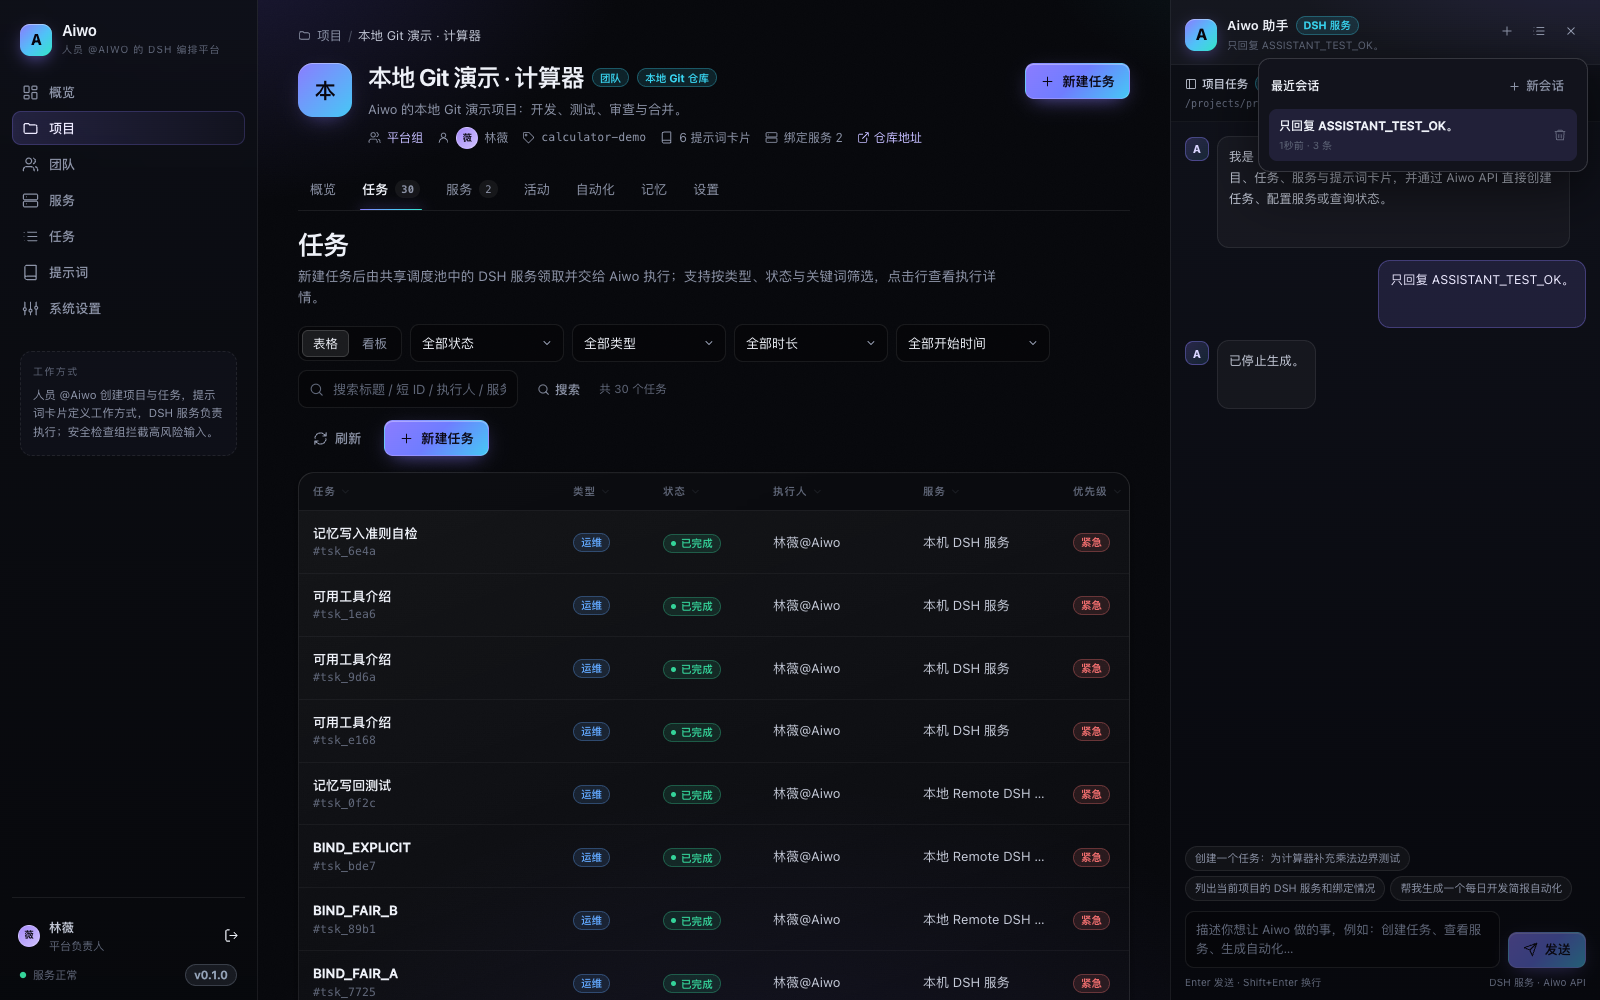 A
Aiwo
人员 @AIWO 的 DSH 编排平台
概览
项目
团队
服务
任务
提示词
系统设置
工作方式
人员 @Aiwo 创建项目与任务，提示
词卡片定义工作方式，DSH 服务负责
执行；安全检查组拦截高风险输入。
薇
林薇
平台负责人
服务正常
v0.1.0
项目 / 本地 Git 演示 · 计算器
本
本地 Git 演示 · 计算器 团队 本地 Git 仓库
Aiwo 的本地 Git 演示项目：开发、测试、审查与合并。
平台组 薇 林薇 calculator-demo 6 提示词卡片 绑定服务 2 仓库地址
新建任务
概览 任务 30 服务 2 活动 自动化 记忆 设置
任务
新建任务后由共享调度池中的 DSH 服务领取并交给 Aiwo 执行；支持按类型、状态与关键词筛选，点击行查看执行详
情。
表格 看板 全部状态 全部类型 全部时长 全部开始时间
搜索标题 / 短 ID / 执行人 / 服务 搜索 共 30 个任务
刷新 新建任务
任务 类型 状态 执行人 服务 优先级
记忆写入准则自检
#tsk_6e4a
运维 已完成 林薇@Aiwo 本机 DSH 服务 紧急
可用工具介绍
#tsk_1ea6
运维 已完成 林薇@Aiwo 本机 DSH 服务 紧急
可用工具介绍
#tsk_9d6a
运维 已完成 林薇@Aiwo 本机 DSH 服务 紧急
可用工具介绍
#tsk_e168
运维 已完成 林薇@Aiwo 本机 DSH 服务 紧急
记忆写回测试
#tsk_0f2c
运维 已完成 林薇@Aiwo 本地 Remote DSH ... 紧急
BIND_EXPLICIT
#tsk_bde7
运维 已完成 林薇@Aiwo 本地 Remote DSH ... 紧急
BIND_FAIR_B
#tsk_89b1
运维 已完成 林薇@Aiwo 本地 Remote DSH ... 紧急
BIND_FAIR_A
#tsk_7725
运维 已完成 林薇@Aiwo 本地 Remote DSH ... 紧急
A
Aiwo 助手 DSH 服务
只回复 ASSISTANT_TEST_OK。
项目任务
/projects/pr
最近会话 新会话
只回复 ASSISTANT_TEST_OK。
1秒前 · 3 条
A
我是
目、任务、服务与提示词卡片，并通过 Aiwo API 直接创建
任务、配置服务或查询状态。
只回复 ASSISTANT_TEST_OK。
A
已停止生成。
创建一个任务：为计算器补充乘法边界测试
列出当前项目的 DSH 服务和绑定情况 帮我生成一个每日开发简报自动化
描述你想让 Aiwo 做的事，例如：创建任务、查看服
务、生成自动化...
发送
Enter 发送 · Shift+Enter 换行 DSH 服务 · Aiwo API